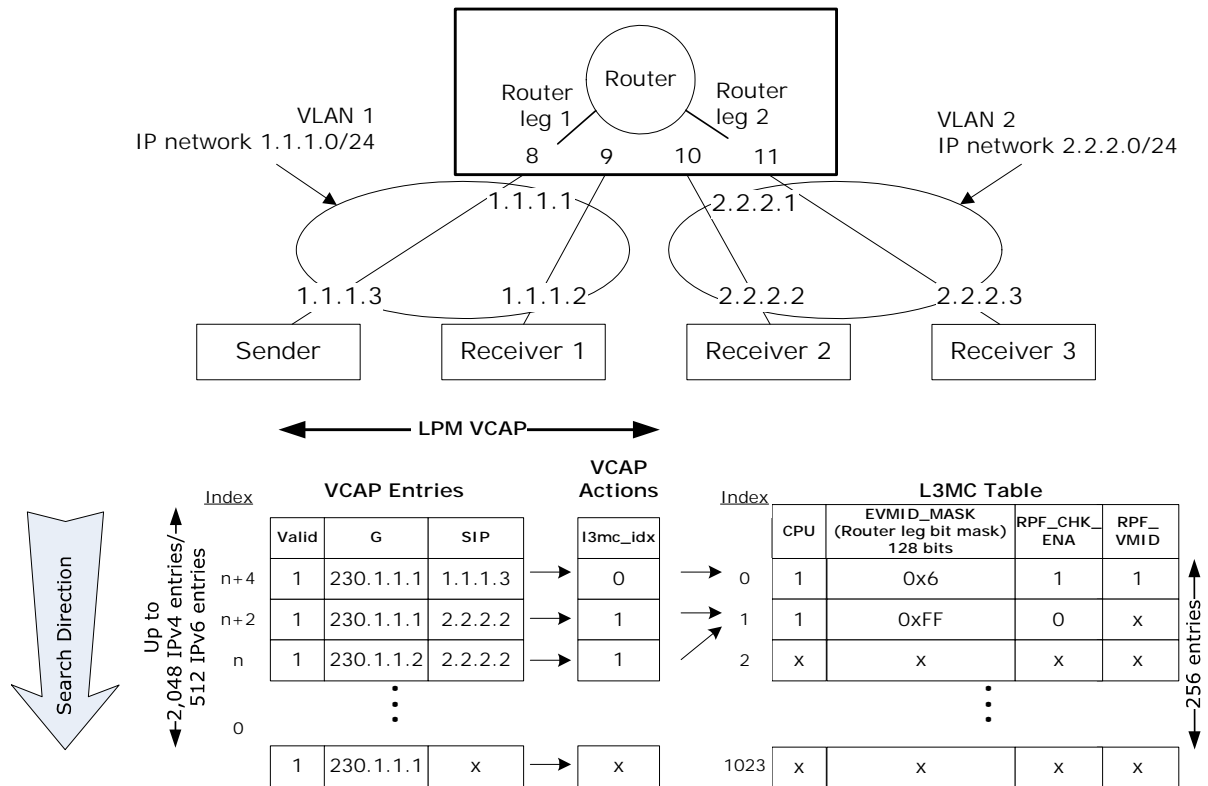 Router
Router
leg 1
Router
leg 2
8 9 10 11
VLAN 1
IP network 1.1.1.0/24
VLAN 2
IP network 2.2.2.0/24
1.1.1.1 2.2.2.1
1.1.1.3 1.1.1.2 2.2.2.2 2.2.2.3
Sender Receiver 1 Receiver 2 Receiver 3
LPM VCAP
Search Direction
Up to
2,048 IPv4 entries/
512 IPv6 entries
Index VCAP Entries VCAP
Actions
Valid G SIP l3mc_idx
n+4 1 230.1.1.1 1.1.1.3 0
n+2 1 230.1.1.1 2.2.2.2 1
n 1 230.1.1.2 2.2.2.2 1
0
1 230.1.1.1 x x
Index L3MC Table
CPU EVMID_MASK
(Router leg bit mask)
128 bits
RPF_CHK_
ENA
RPF_
VMID
0 1 0x6 1 1
1 1 0xFF 0 x
2 x x x x
1023 x x x x
256 entries